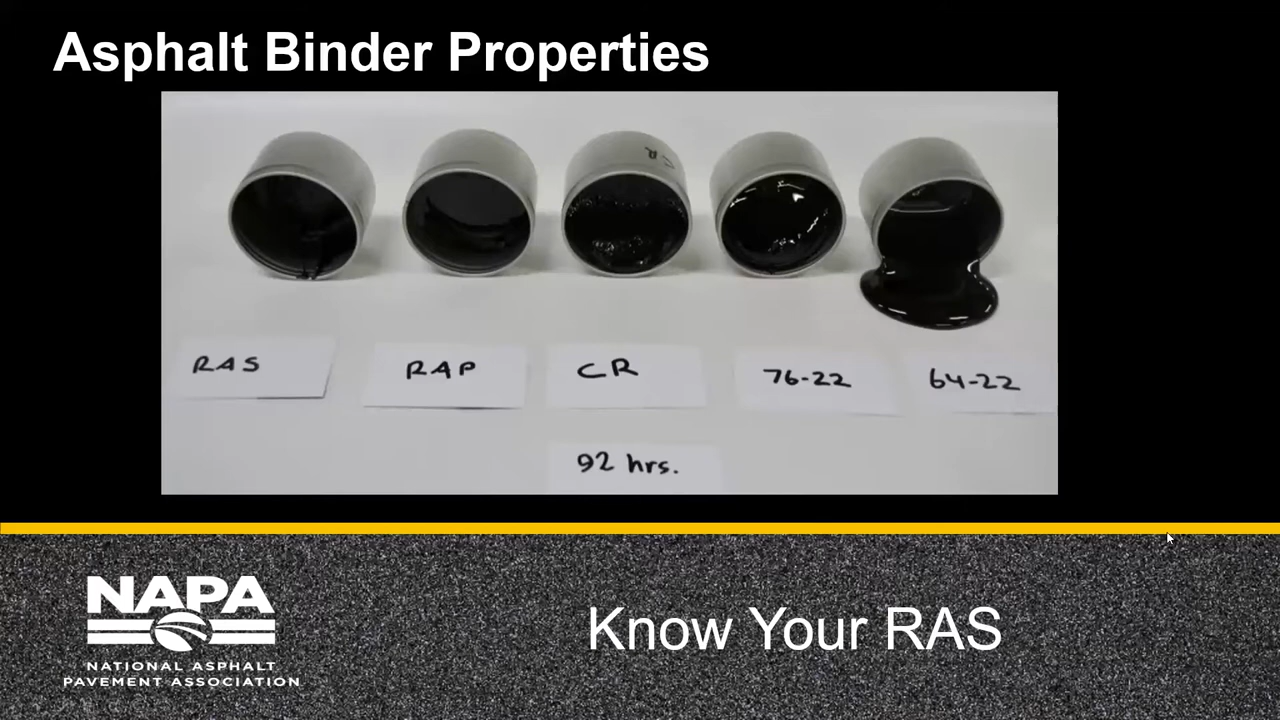 Asphalt Binder Properties
CR
RAS
RAP
CR
76-22
64-22
92 hrs.
NAPA
NATIONAL ASPHALT
PAVEMENT ASSOCIATION
Know Your RAS